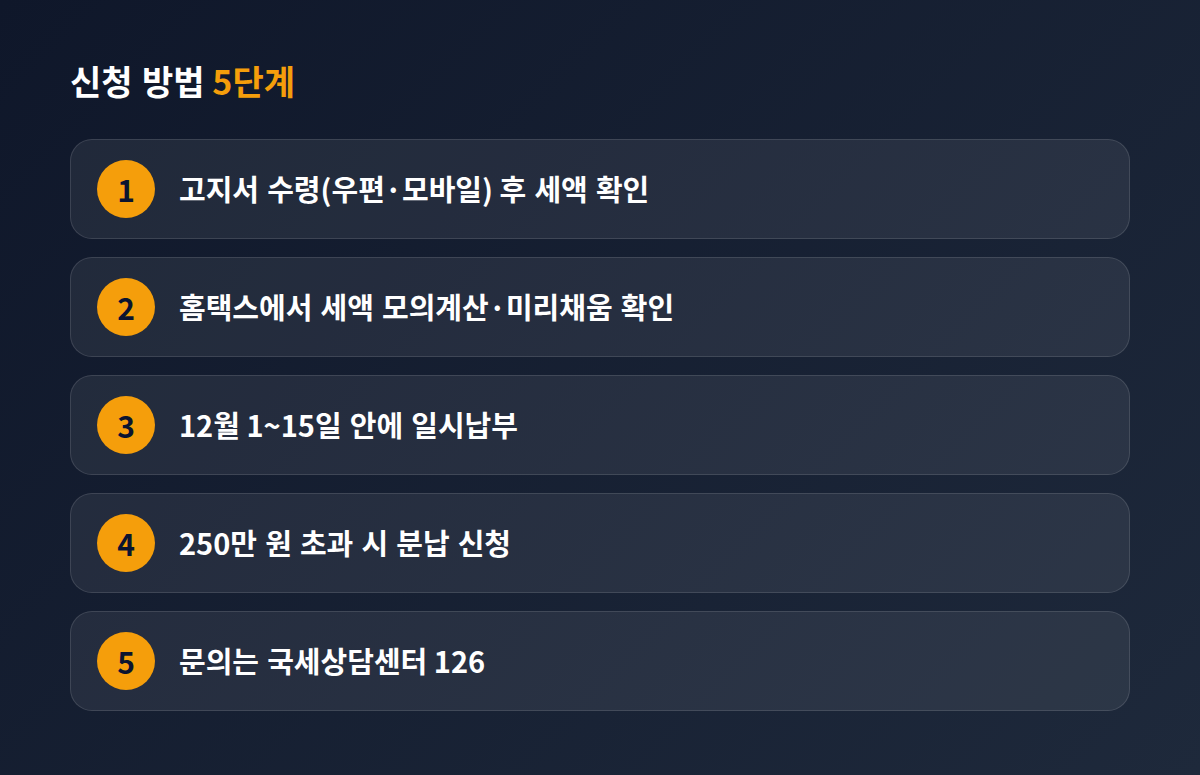 신청 방법 5단계
1 고지서 수령(우편·모바일) 후 세액 확인
2 홈택스에서 세액 모의계산·미리채움 확인
3 12월 1~15일 안에 일시납부
4 250만 원 초과 시 분납 신청
5 문의는 국세상담센터 126